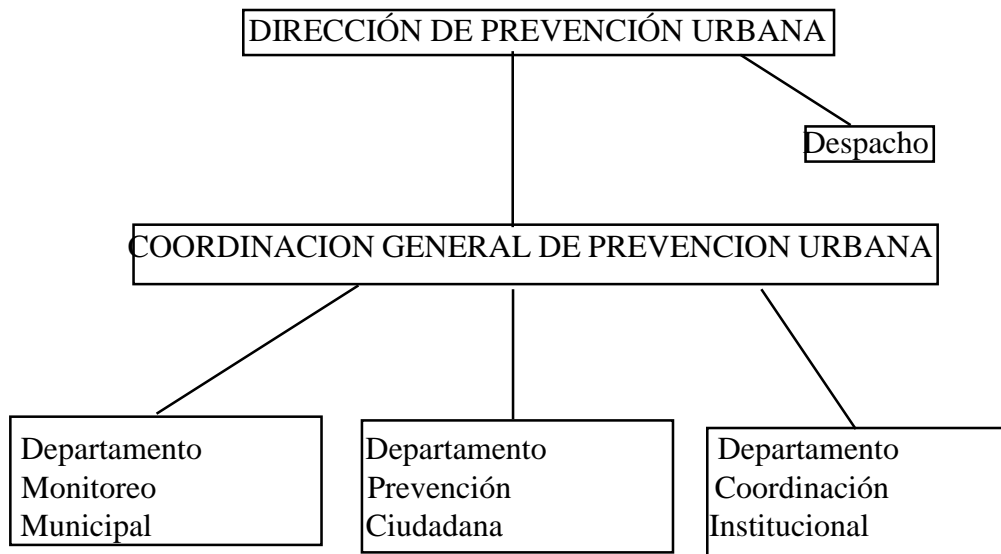 DIRECCIÓN DE PREVENCIÓN URBANA
Despacho
COORDINACION GENERAL DE PREVENCION URBANA
Departamento
Monitoreo
Municipal
Departamento
Prevención
Ciudadana
Departamento
Coordinación
Institucional